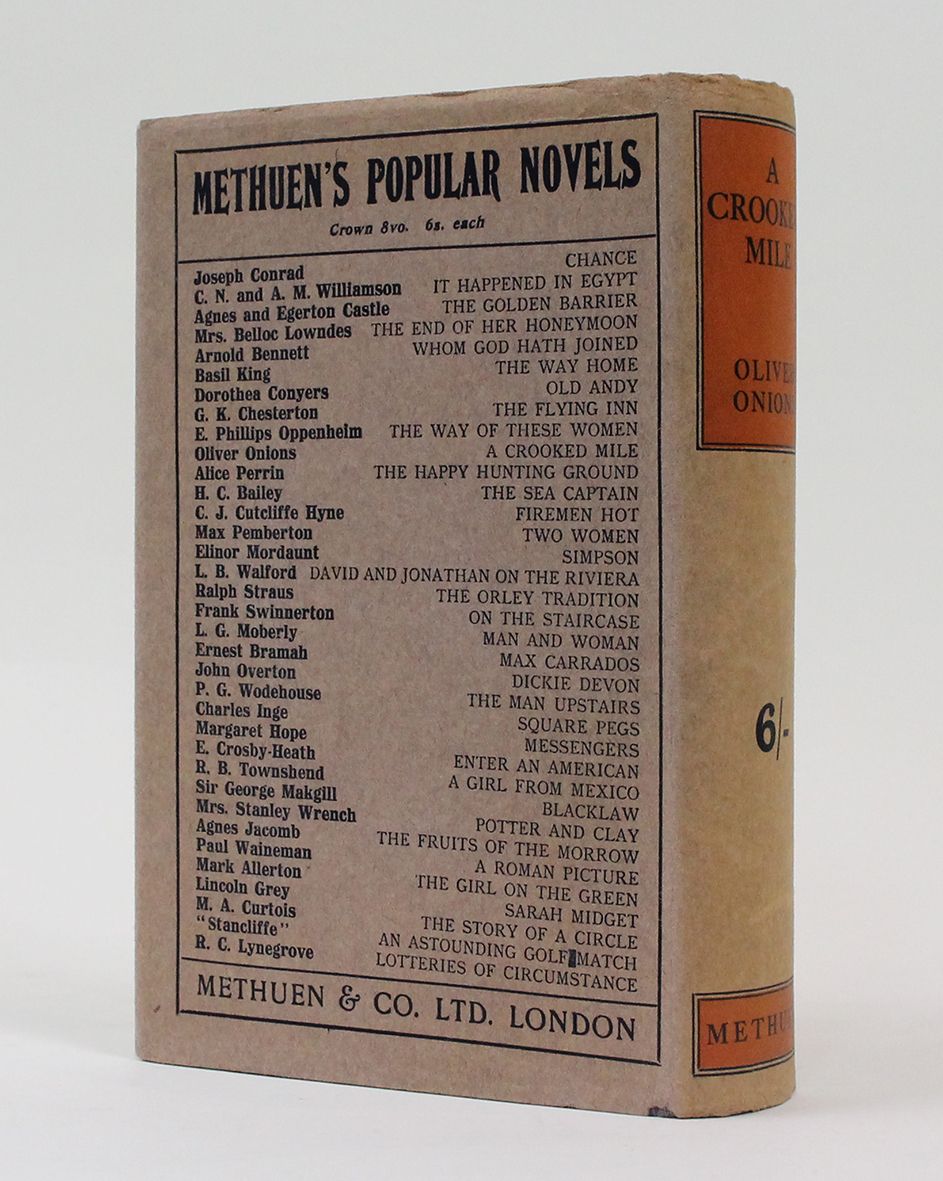 METHUEN'S POPULAR NOVELS
Crown 8vo. 6s. each
Joseph Conrad CHANCE
C. N. and A. M. Williamson IT HAPPENED IN EGYPT
Agnes and Egerton Castle THE GOLDEN BARRIER
Mrs. Belloc Lowndes THE END OF HER HONEYMOON
Arnold Bennett WHOM GOD HATH JOINED
Basil King THE WAY HOME
Dorothea Conyers OLD ANDY
G. K. Chesterton THE FLYING INN
E. Phillips Oppenheim THE WAY OF THESE WOMEN
Oliver Onions A CROOKED MILE
Alice Perrin THE HAPPY HUNTING GROUND
H. C. Bailey THE SEA CAPTAIN
C. J. Cutcliffe Hyne FIREMEN HOT
Max Pemberton TWO WOMEN
Elinor Mordaunt SIMPSON
L. B. Walford DAVID AND JONATHAN ON THE RIVIERA
Ralph Straus THE ORLEY TRADITION
Frank Swinnerton ON THE STAIRCASE
L. G. Moberly MAN AND WOMAN
Ernest Bramah MAX CARRADOS
John Overton DICKIE DEVON
P. G. Wodehouse THE MAN UPSTAIRS
Charles Inge SQUARE PEGS
Margaret Hope MESSENGERS
E. Crosby-Heath ENTER AN AMERICAN
R. B. Townshend A GIRL FROM MEXICO
Sir George Makgill BLACKLAW
Mrs. Stanley Wrench POTTER AND CLAY
Agnes Jacomb THE FRUITS OF THE MORROW
Paul Waineman A ROMAN PICTURE
Mark Allerton THE GIRL ON THE GREEN
Lincoln Grey SARAH MIDGET
M. A. Curtois THE STORY OF A CIRCLE
"Stancliffe" AN ASTOUNDING GOLF MATCH
R. C. Lynegrove LOTTERIES OF CIRCUMSTANCE
METHUEN & CO. LTD. LONDON
A
CROOKE
MILE
OLIVE
ONION
6/-
METHU